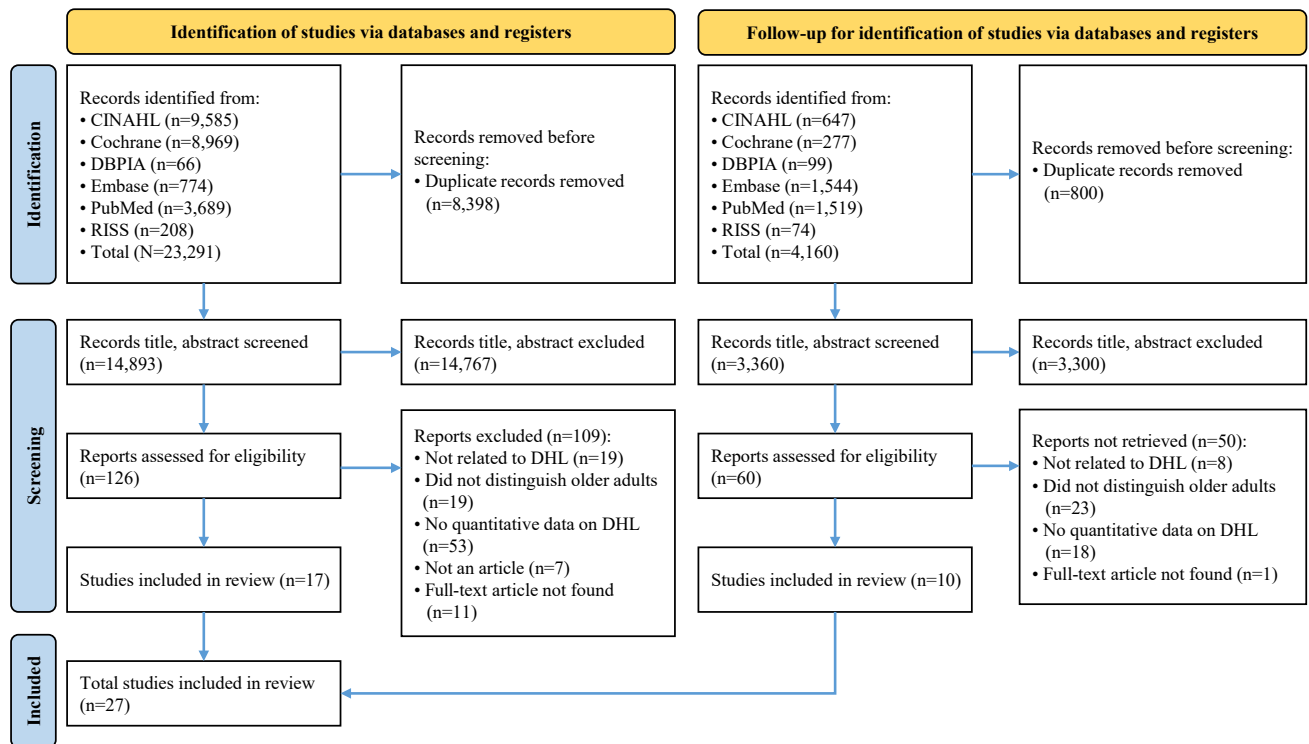 Identification of studies via databases and registers
Follow-up for identification of studies via databases and registers
Identification
Records identified from:
• CINAHL (n=9,585)
• Cochrane (n=8,969)
• DBPIA (n=66)
• Embase (n=774)
• PubMed (n=3,689)
• RISS (n=208)
• Total (N=23,291)
Records removed before
screening:
• Duplicate records removed
(n=8,398)
Records identified from:
• CINAHL (n=647)
• Cochrane (n=277)
• DBPIA (n=99)
• Embase (n=1,544)
• PubMed (n=1,519)
• RISS (n=74)
• Total (n=4,160)
Records removed before screening:
• Duplicate records removed
(n=800)
Screening
Records title, abstract screened
(n=14,893)
Records title, abstract excluded
(n=14,767)
Records title, abstract screened
(n=3,360)
Records title, abstract excluded
(n=3,300)
Reports assessed for eligibility
(n=126)
Reports excluded (n=109):
• Not related to DHL (n=19)
• Did not distinguish older adults
(n=19)
• No quantitative data on DHL
(n=53)
• Not an article (n=7)
• Full-text article not found
(n=11)
Reports assessed for eligibility
(n=60)
Reports not retrieved (n=50):
• Not related to DHL (n=8)
• Did not distinguish older adults
(n=23)
• No quantitative data on DHL
(n=18)
• Full-text article not found (n=1)
Studies included in review (n=17)
Studies included in review (n=10)
Included
Total studies included in review
(n=27)